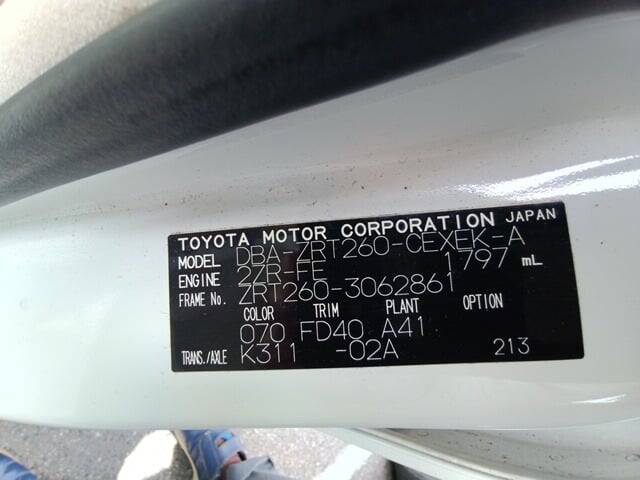 TOYOTA MOTOR CORPORATION JAPAN
MODEL DBA-ZRT260-CEXEK-A
ENGINE 2ZR-FE 1797 mL
FRAME No. ZRT260-3062861
COLOR TRIM PLANT OPTION
070 FD40 A41
TRANS./AXLE K311 -02A 213